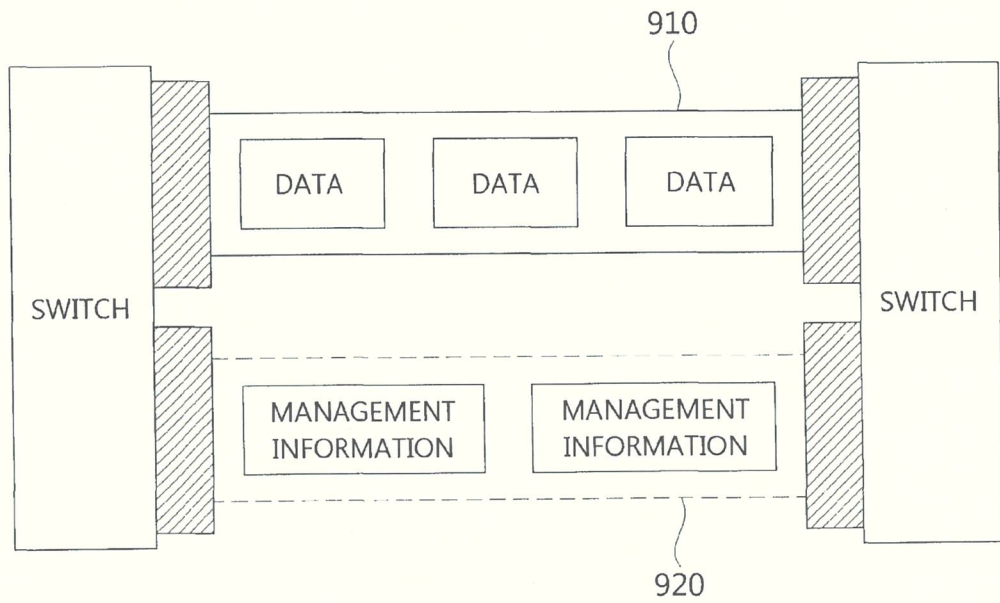 910
DATA
DATA
DATA
SWITCH
SWITCH
MANAGEMENT
INFORMATION
MANAGEMENT
INFORMATION
920